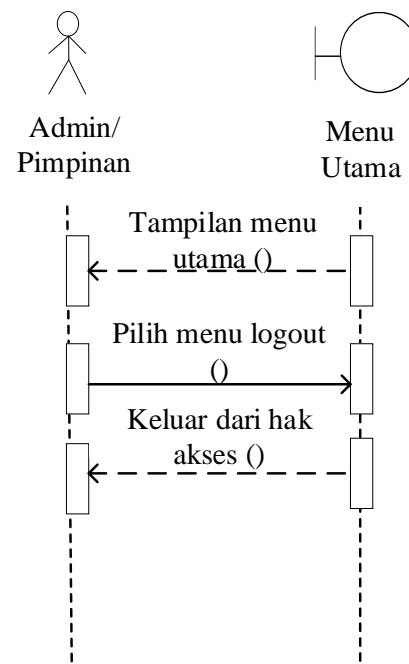 Admin/
Pimpinan
Menu
Utama
Tampilan menu
utama ()
Pilih menu logout
()
Keluar dari hak
akses ()